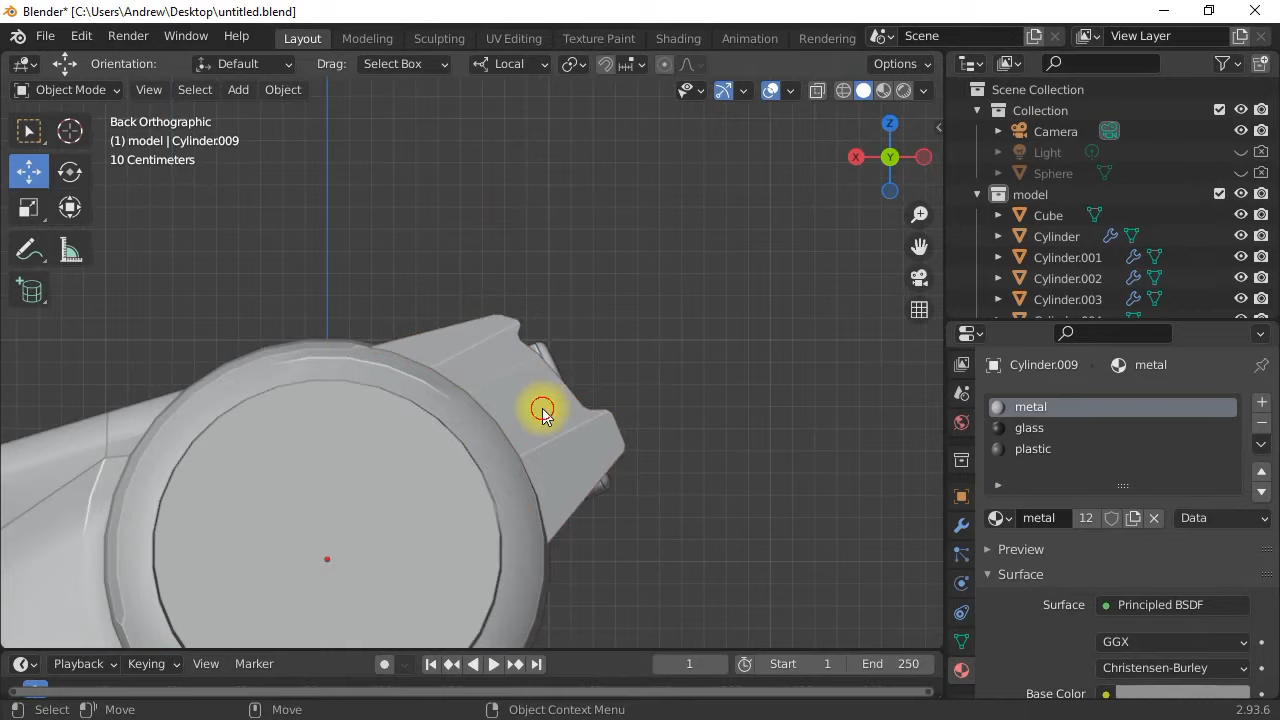 Blender* [C:\Users\Andrew\Desktop\untitled.blend]
File Edit Render Window Help Layout Modeling Sculpting UV Editing Texture Paint Shading Animation Rendering Scene View Layer
Orientation: Default Drag: Select Box Local Options
Object Mode View Select Add Object
Back Orthographic
(1) model | Cylinder.009
10 Centimeters
Z
X
Y
Scene Collection
Collection
Camera
Light
Sphere
model
Cube
Cylinder
Cylinder.001
Cylinder.002
Cylinder.003
Cylinder.009 metal
metal
glass
plastic
metal 12 Data
Preview
Surface
Surface Principled BSDF
GGX
Christensen-Burley
Base Color
Playback Keying View Marker 1 Start 1 End 250
Select Move Move Object Context Menu 2.93.6